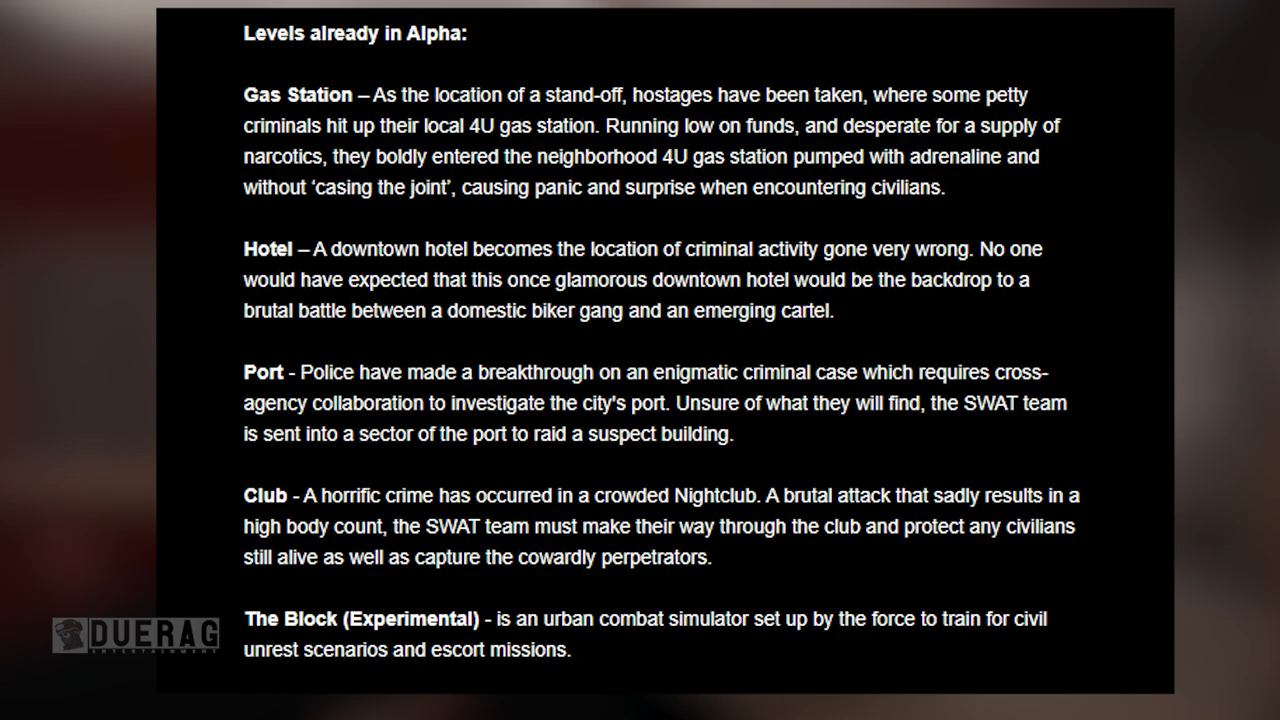 Levels already in Alpha:
Gas Station – As the location of a stand-off, hostages have been taken, where some petty
criminals hit up their local 4U gas station. Running low on funds, and desperate for a supply of
narcotics, they boldly entered the neighborhood 4U gas station pumped with adrenaline and
without ‘casing the joint’, causing panic and surprise when encountering civilians.
Hotel – A downtown hotel becomes the location of criminal activity gone very wrong. No one
would have expected that this once glamorous downtown hotel would be the backdrop to a
brutal battle between a domestic biker gang and an emerging cartel.
Port - Police have made a breakthrough on an enigmatic criminal case which requires cross-
agency collaboration to investigate the city's port. Unsure of what they will find, the SWAT team
is sent into a sector of the port to raid a suspect building.
Club - A horrific crime has occurred in a crowded Nightclub. A brutal attack that sadly results in a
high body count, the SWAT team must make their way through the club and protect any civilians
still alive as well as capture the cowardly perpetrators.
The Block (Experimental) - is an urban combat simulator set up by the force to train for civil
unrest scenarios and escort missions.
DUERAG
ENTERTAINMENT